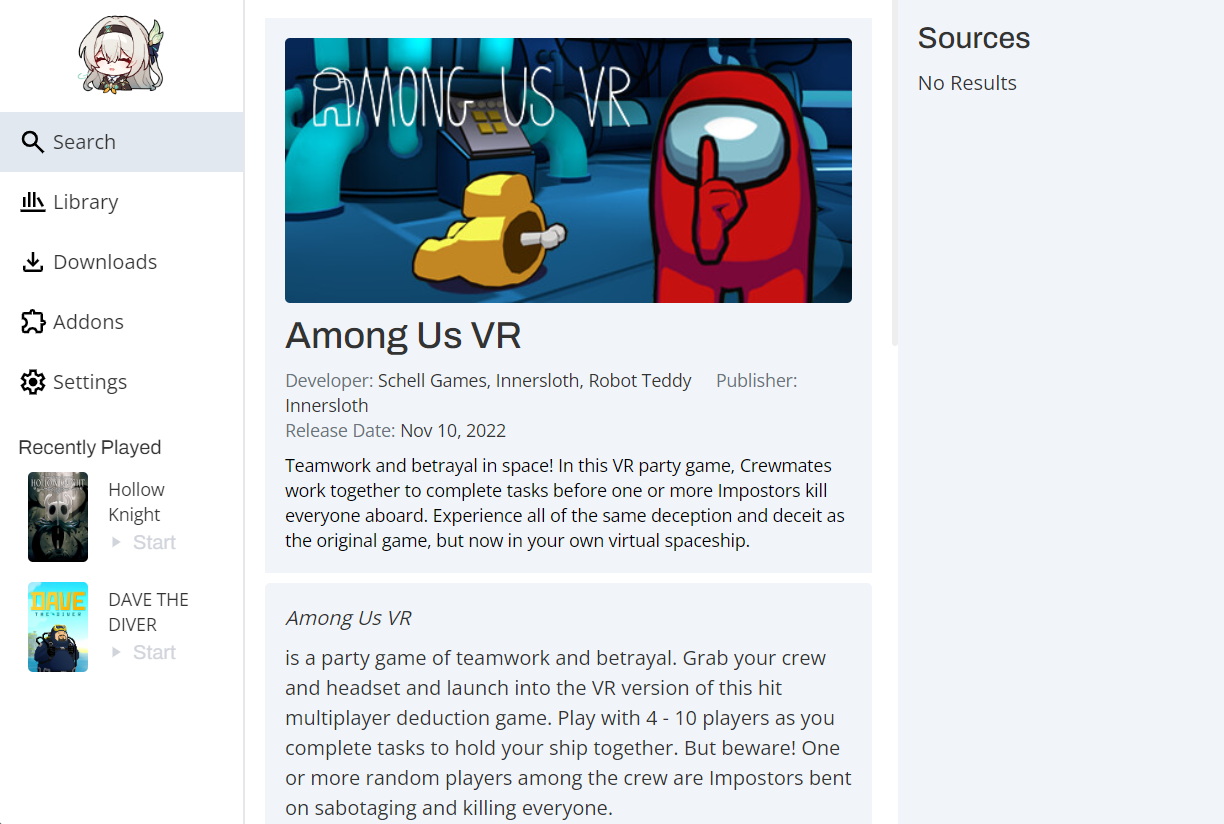 Search
Library
Downloads
Addons
Settings
Recently Played
HOLLOW KNIGHT
Hollow
Knight
Start
DAVE
THE DIVER
DAVE THE
DIVER
Start
AMONG US VR
Among Us VR
Developer: Schell Games, Innersloth, Robot Teddy Publisher:
Innersloth
Release Date: Nov 10, 2022
Teamwork and betrayal in space! In this VR party game, Crewmates
work together to complete tasks before one or more Impostors kill
everyone aboard. Experience all of the same deception and deceit as
the original game, but now in your own virtual spaceship.
Among Us VR
is a party game of teamwork and betrayal. Grab your crew
and headset and launch into the VR version of this hit
multiplayer deduction game. Play with 4 - 10 players as you
complete tasks to hold your ship together. But beware! One
or more random players among the crew are Impostors bent
on sabotaging and killing everyone.
Sources
No Results